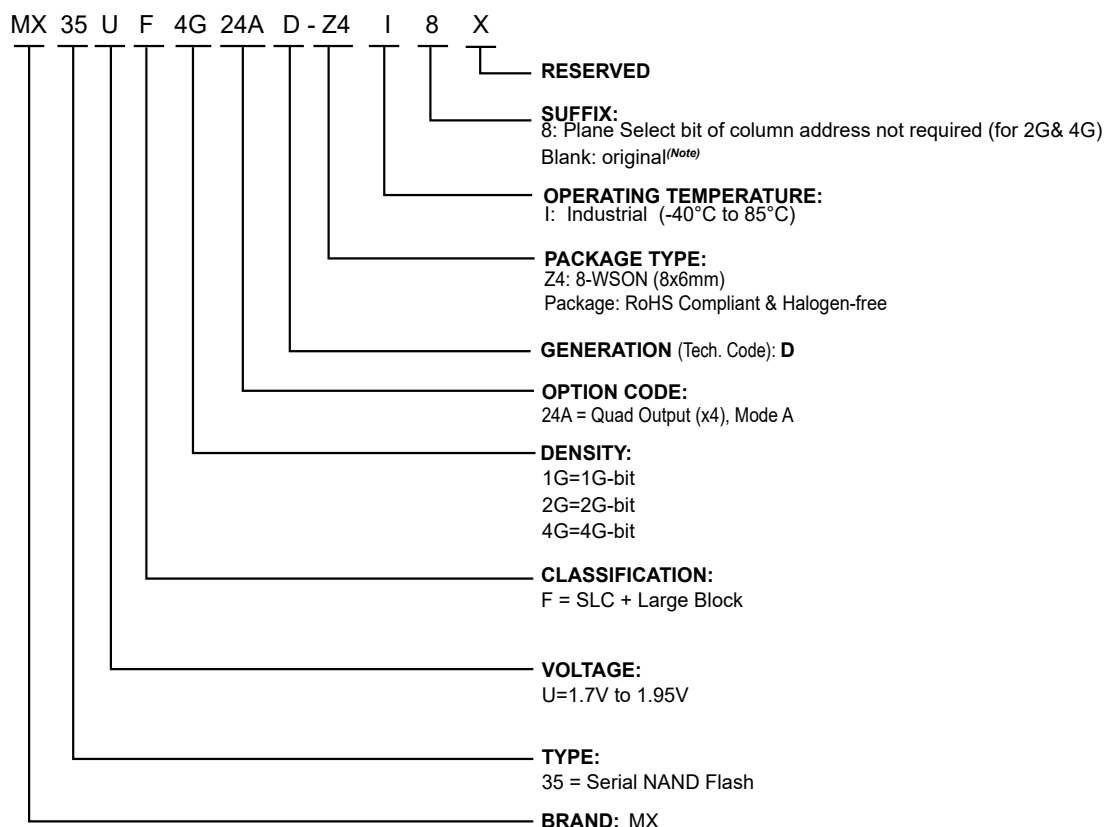 MX 35 U F 4G 24A D - Z4 I 8 X
RESERVED
SUFFIX:
8: Plane Select bit of column address not required (for 2G& 4G)
Blank: original(Note)
OPERATING TEMPERATURE:
I: Industrial (-40°C to 85°C)
PACKAGE TYPE:
Z4: 8-WSON (8x6mm)
Package: RoHS Compliant & Halogen-free
GENERATION (Tech. Code): D
OPTION CODE:
24A = Quad Output (x4), Mode A
DENSITY:
1G=1G-bit
2G=2G-bit
4G=4G-bit
CLASSIFICATION:
F = SLC + Large Block
VOLTAGE:
U=1.7V to 1.95V
TYPE:
35 = Serial NAND Flash
BRAND: MX